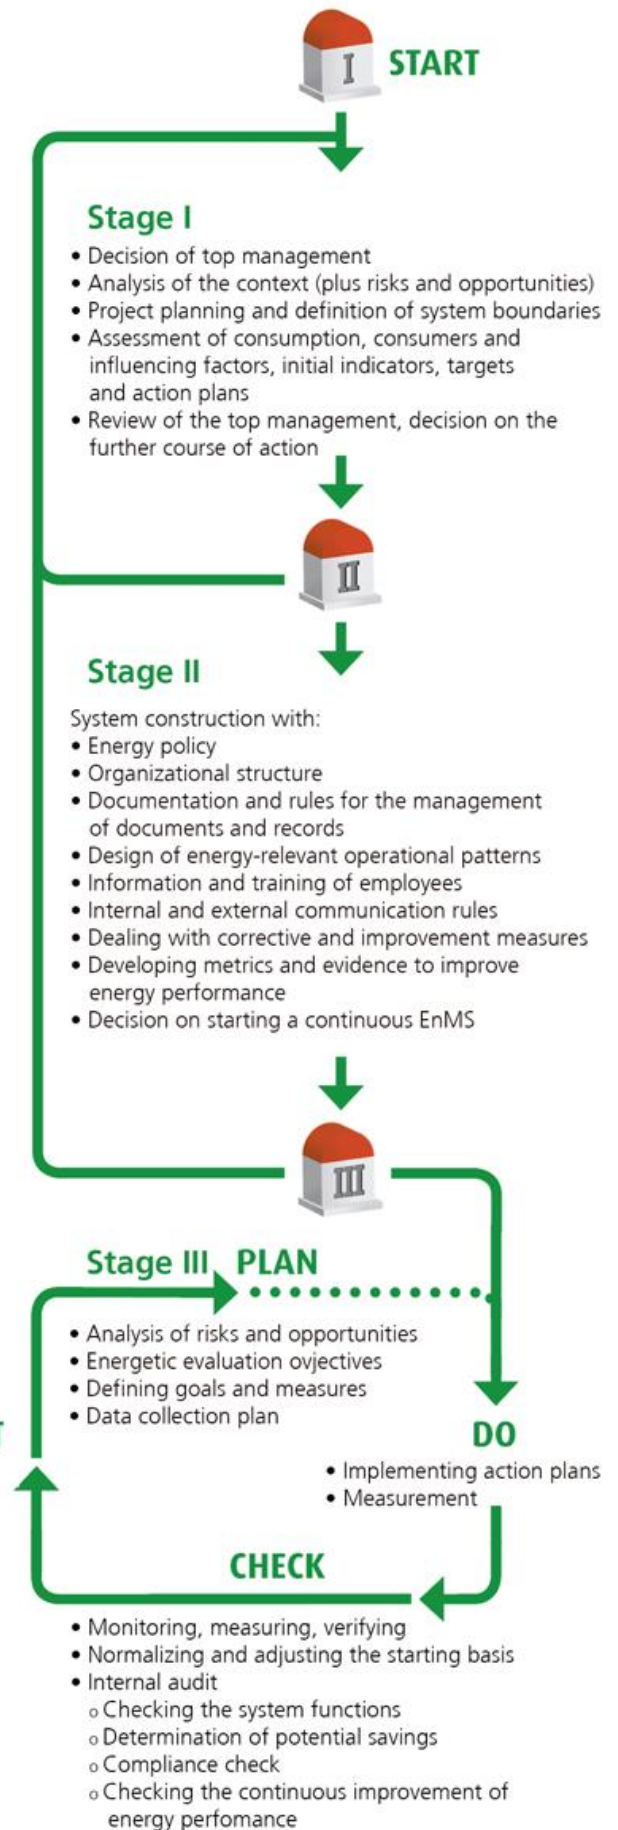 I START
Stage I
• Decision of top management
• Analysis of the context (plus risks and opportunities)
• Project planning and definition of system boundaries
• Assessment of consumption, consumers and
influencing factors, initial indicators, targets
and action plans
• Review of the top management, decision on the
further course of action
II
Stage II
System construction with:
• Energy policy
• Organizational structure
• Documentation and rules for the management
of documents and records
• Design of energy-relevant operational patterns
• Information and training of employees
• Internal and external communication rules
• Dealing with corrective and improvement measures
• Developing metrics and evidence to improve
energy performance
• Decision on starting a continuous EnMS
III
Stage III PLAN
• Analysis of risks and opportunities
• Energetic evaluation ovjectives
• Defining goals and measures
• Data collection plan
DO
• Implementing action plans
• Measurement
CHECK
• Monitoring, measuring, verifying
• Normalizing and adjusting the starting basis
• Internal audit
o Checking the system functions
o Determination of potential savings
o Compliance check
o Checking the continuous improvement of
energy perfomance